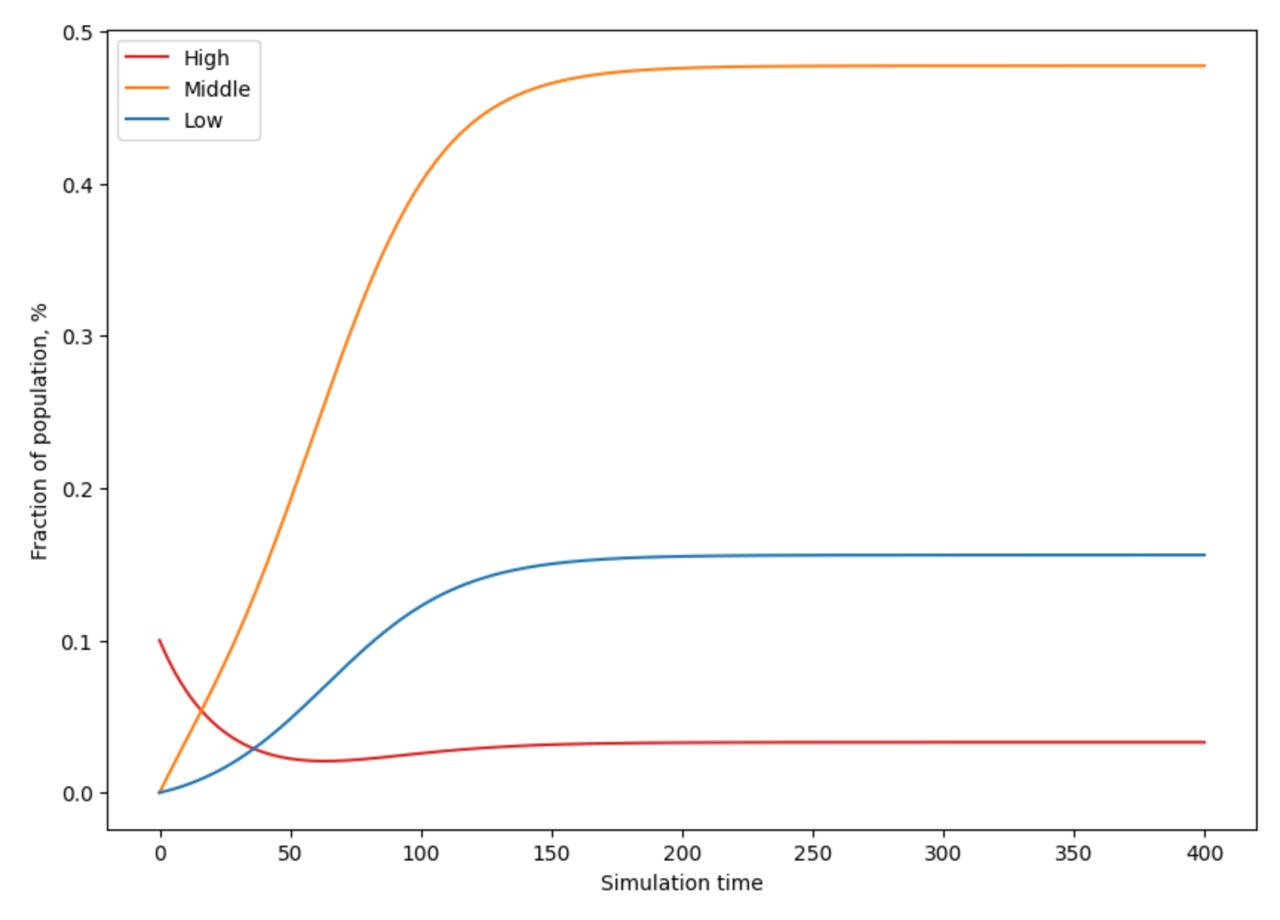 High
Middle
Low
0.5
0.4
0.3
0.2
0.1
0.0
Fraction of population, %
0 50 100 150 200 250 300 350 400
Simulation time